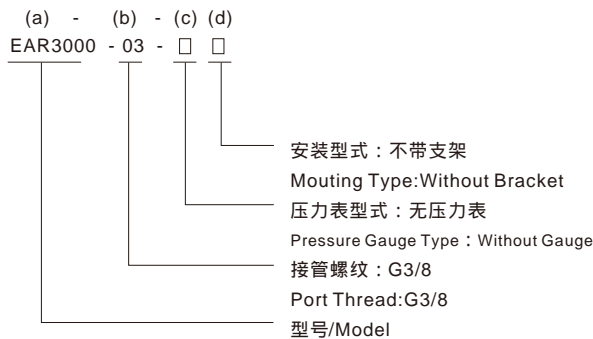 (a) - (b) - (c) (d)
EAR3000 - 03 - □ □
安装型式：不带支架
Mouting Type:Without Bracket
压力表型式：无压力表
Pressure Gauge Type：Without Gauge
接管螺纹：G3/8
Port Thread:G3/8
型号/Model